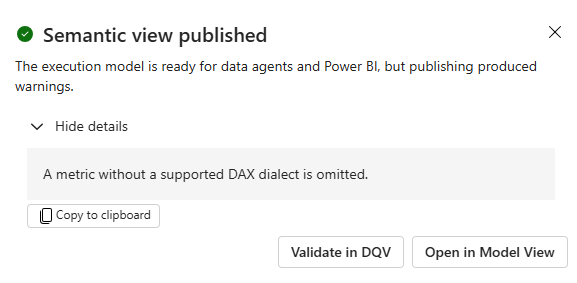 Semantic view published
The execution model is ready for data agents and Power BI, but publishing produced
warnings.
Hide details
A metric without a supported DAX dialect is omitted.
Copy to clipboard
Validate in DQV
Open in Model View